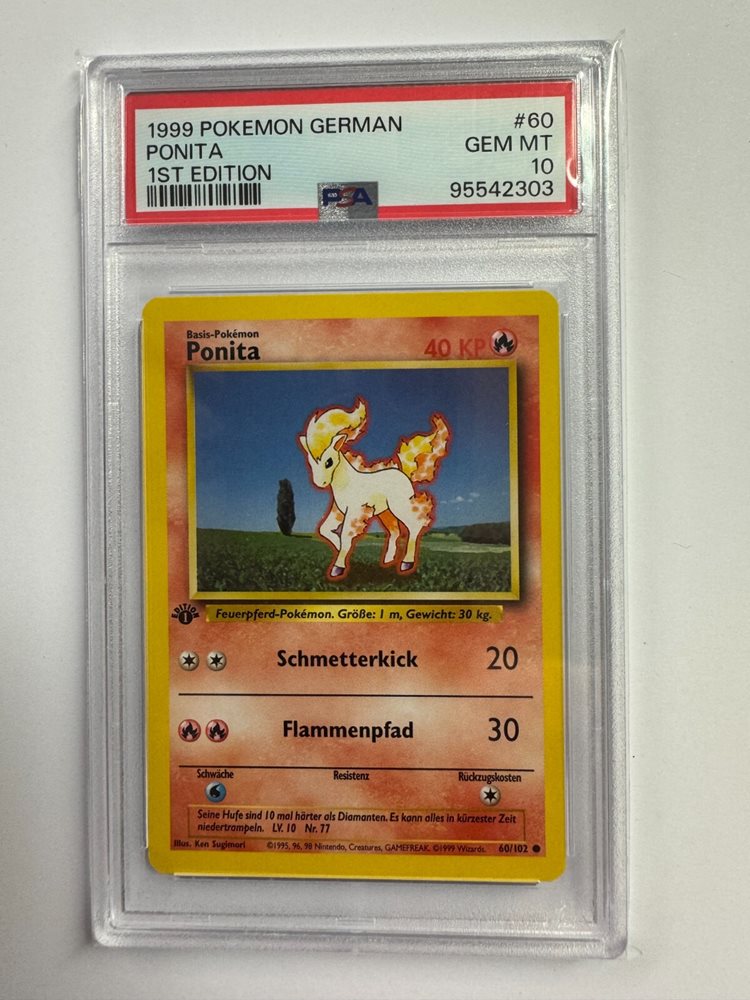 1999 POKEMON GERMAN #60
PONITA GEM MT
1ST EDITION 10
PSA 95542303
Basis-Pokémon
Ponita 40 KP
EDITION 1
Feuerpferd-Pokémon. Größe: 1 m, Gewicht: 30 kg.
Schmetterkick 20
Flammenpfad 30
Schwäche Resistenz Rückzugskosten
Seine Hufe sind 10 mal härter als Diamanten. Es kann alles in kürzester Zeit
niedertrampeln. LV. 10 Nr. 77
Illus. Ken Sugimori ©1995, 96, 98 Nintendo, Creatures, GAMEFREAK. ©1999 Wizards. 60/102